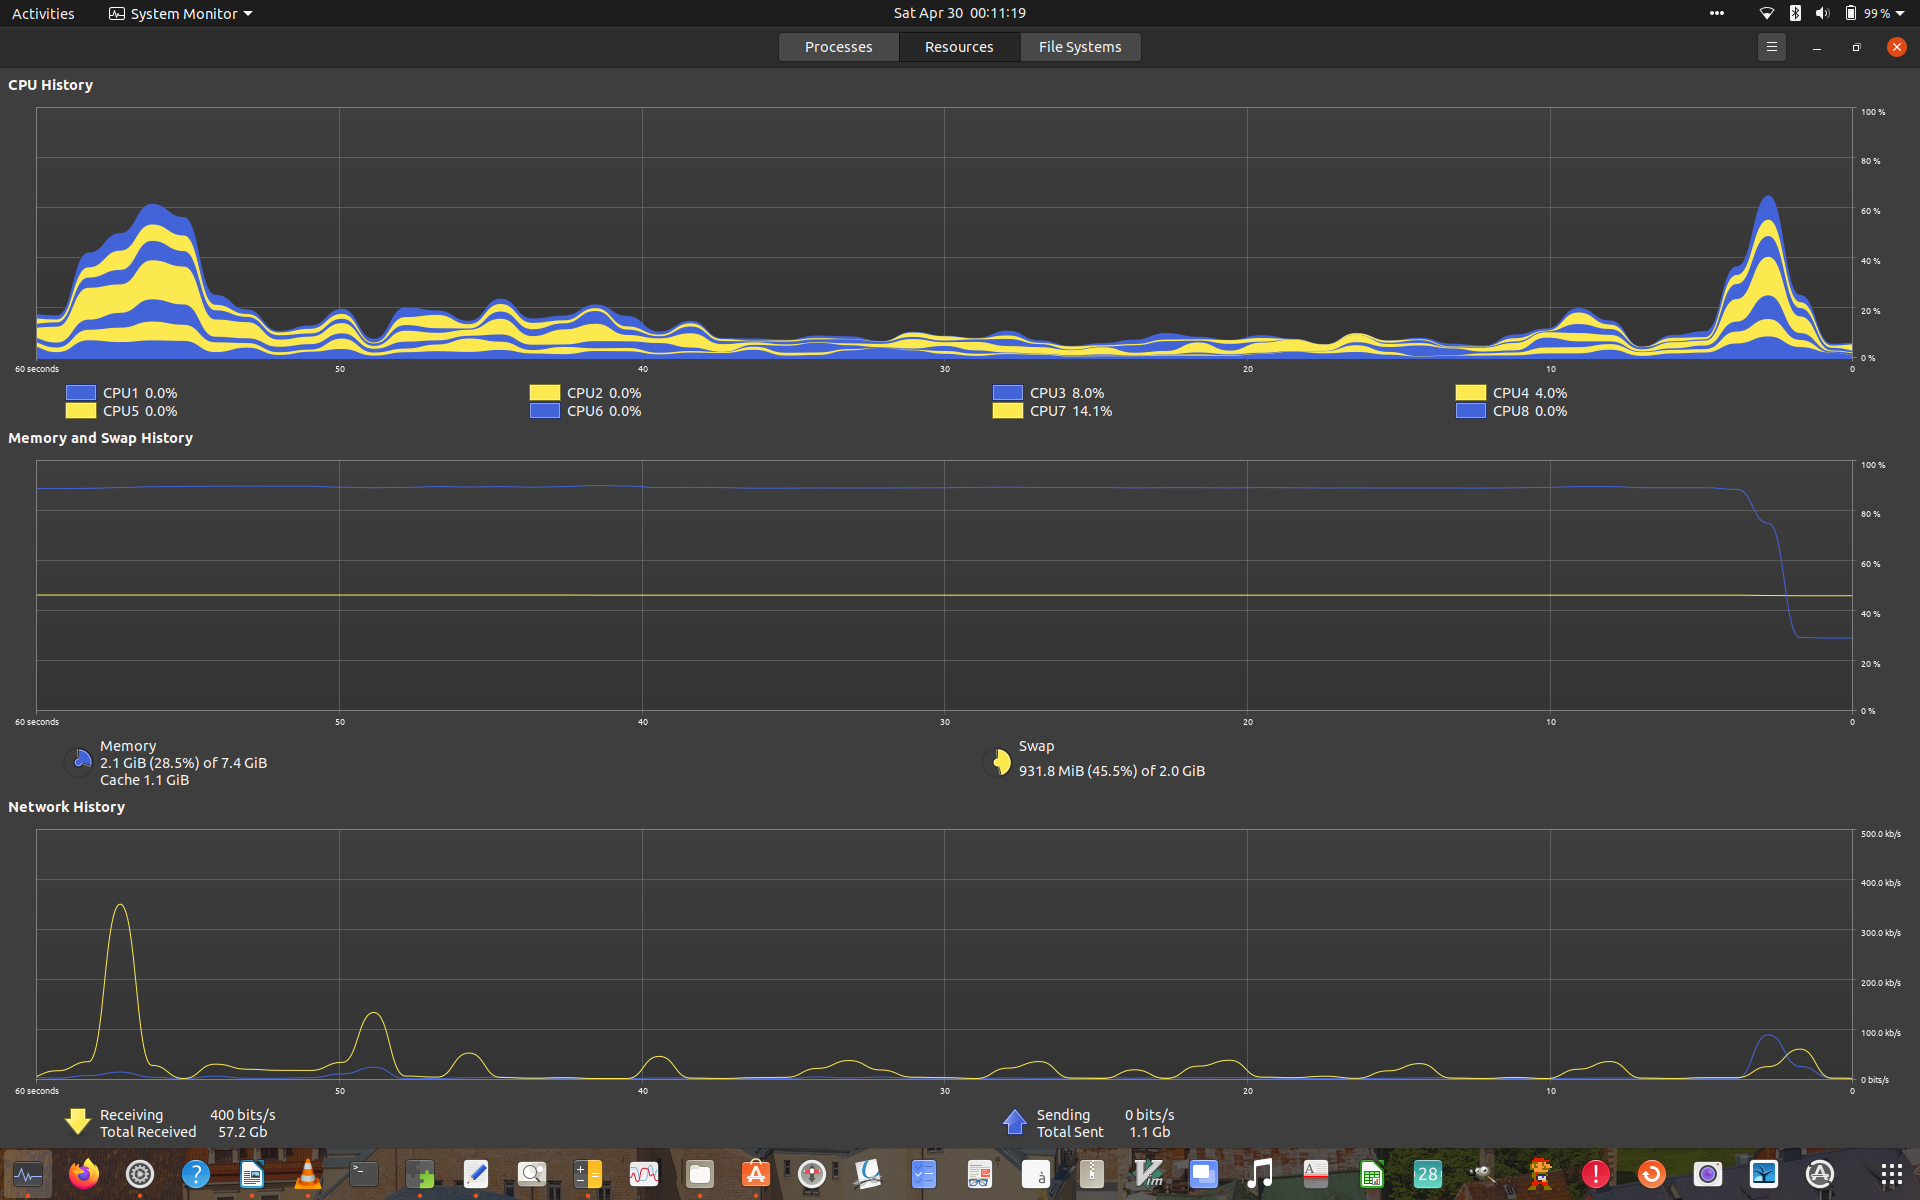 Activities System Monitor Sat Apr 30 00:11:19 99 %
Processes Resources File Systems
CPU History
100 %
80 %
60 %
40 %
20 %
0 %
60 seconds 50 40 30 20 10 0
CPU1 0.0% CPU2 0.0% CPU3 8.0% CPU4 4.0%
CPU5 0.0% CPU6 0.0% CPU7 14.1% CPU8 0.0%
Memory and Swap History
100 %
80 %
60 %
40 %
20 %
0 %
60 seconds 50 40 30 20 10 0
Memory
2.1 GiB (28.5%) of 7.4 GiB
Cache 1.1 GiB
Swap
931.8 MiB (45.5%) of 2.0 GiB
Network History
500.0 kb/s
400.0 kb/s
300.0 kb/s
200.0 kb/s
100.0 kb/s
0 bits/s
60 seconds 50 40 30 20 10 0
Receiving 400 bits/s
Total Received 57.2 Gb
Sending 0 bits/s
Total Sent 1.1 Gb
? >_ à Vim A 28 !